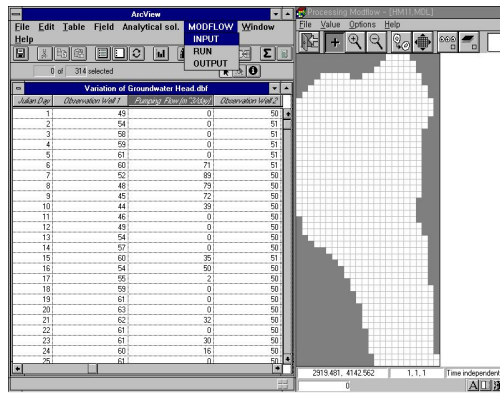 ArcView
File Edit Table Field Analytical sol. MODFLOW Window
Help
INPUT
RUN
OUTPUT
0 of 314 selected
Variation of Groundwater Head.dbf
Julian Day Observation Well 1 Pumping Flow (m^3/day) Observation Well 2
1 49 0 50
2 54 0 51
3 58 0 51
4 59 0 51
5 61 0 51
6 60 71 51
7 52 89 50
8 48 79 50
9 45 72 50
10 44 39 50
11 46 0 50
12 49 0 50
13 54 0 50
14 57 0 50
15 60 35 51
16 54 50 50
17 55 2 50
18 59 0 50
19 61 0 50
20 63 0 50
21 62 32 50
22 61 0 50
23 61 30 50
24 60 16 50
25 61 0 50
Processing Modflow - [HM11.MDL]
File Value Options Help
2919.481, 4142.562 1, 1, 1 Time independent
0